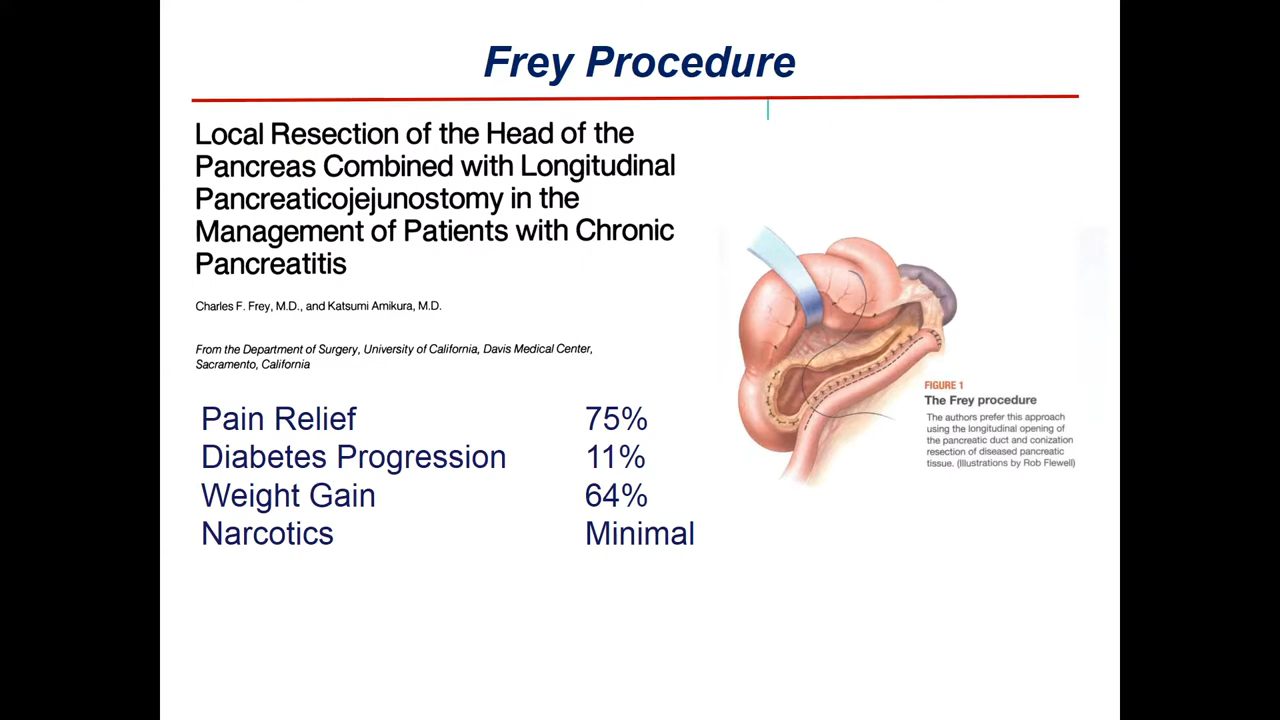 Frey Procedure
Local Resection of the Head of the
Pancreas Combined with Longitudinal
Pancreaticojejunostomy in the
Management of Patients with Chronic
Pancreatitis
Charles F. Frey, M.D., and Katsumi Amikura, M.D.
From the Department of Surgery, University of California, Davis Medical Center,
Sacramento, California
Pain Relief 75%
Diabetes Progression 11%
Weight Gain 64%
Narcotics Minimal
FIGURE 1
The Frey procedure
The authors prefer this approach
using the longitudinal opening of
the pancreatic duct and conization
resection of diseased pancreatic
tissue. (Illustrations by Rob Flewell)